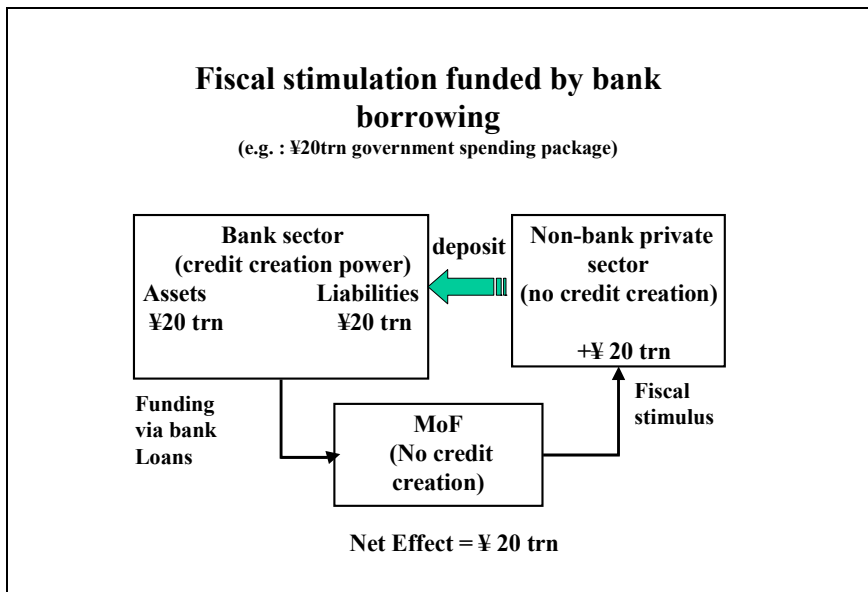 Fiscal stimulation funded by bank
borrowing
(e.g. : ¥20trn government spending package)
Bank sector
(credit creation power)
Assets Liabilities
¥20 trn ¥20 trn
deposit
Non-bank private
sector
(no credit creation)
+¥ 20 trn
Funding
via bank
Loans
MoF
(No credit
creation)
Fiscal
stimulus
Net Effect = ¥ 20 trn